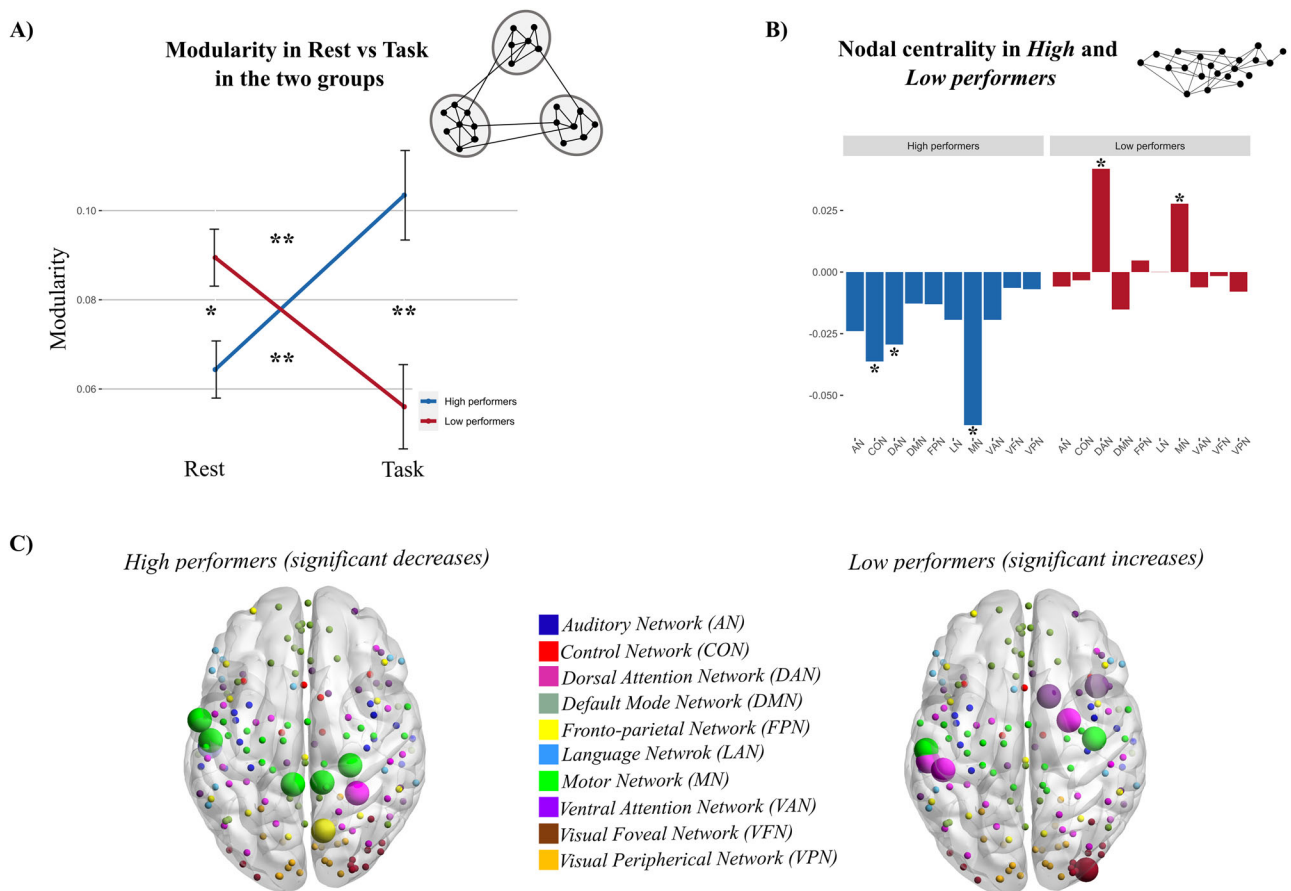 A)
Modularity in Rest vs Task
in the two groups
Modularity
0.10
0.08
0.06
**
*
**
**
High performers
Low performers
Rest
Task
B)
Nodal centrality in High and
Low performers
High performers
Low performers
0.025
0.000
-0.025
-0.050
*
*
*
*
*
AN
CON
DAN
DMN
FPN
LN
MN
VAN
VFN
VPN
AN
CON
DAN
DMN
FPN
LN
MN
VAN
VFN
VPN
C)
High performers (significant decreases)
Low performers (significant increases)
Auditory Network (AN)
Control Network (CON)
Dorsal Attention Network (DAN)
Default Mode Network (DMN)
Fronto-parietal Network (FPN)
Language Netwrok (LAN)
Motor Network (MN)
Ventral Attention Network (VAN)
Visual Foveal Network (VFN)
Visual Peripherical Network (VPN)